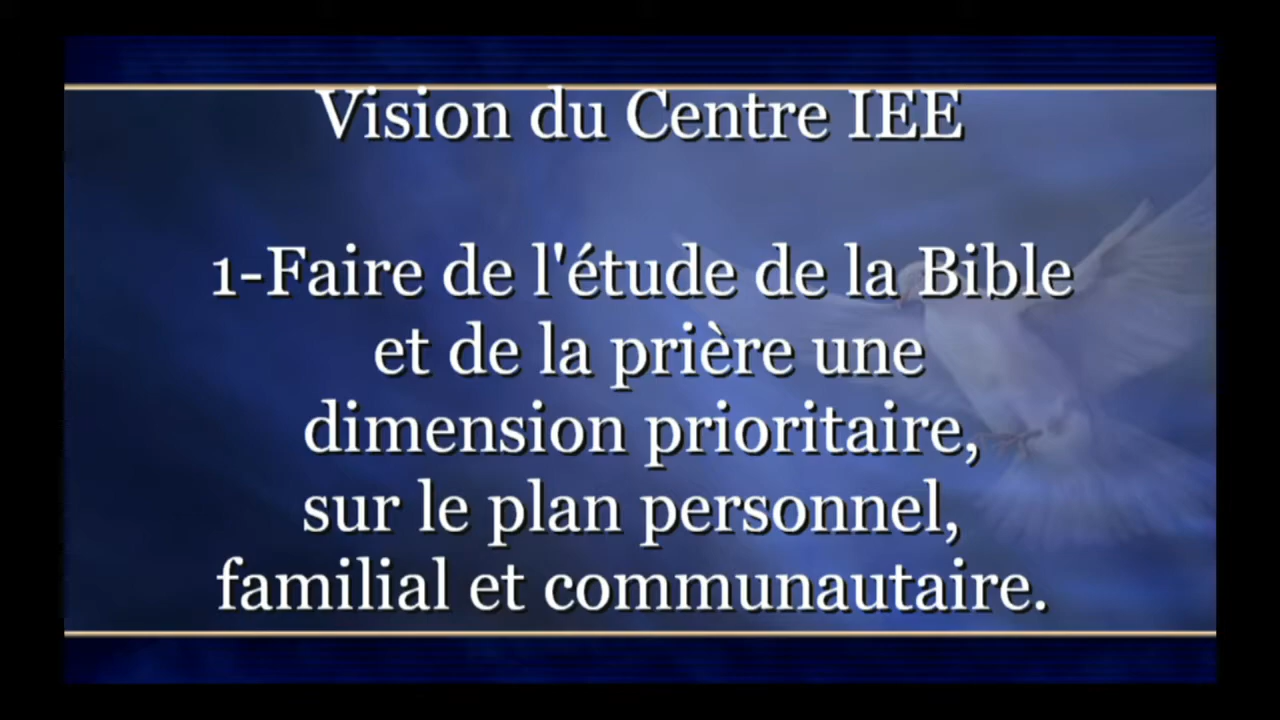 Vision du Centre IEE
1-Faire de l'étude de la Bible
et de la prière une
dimension prioritaire,
sur le plan personnel,
familial et communautaire.